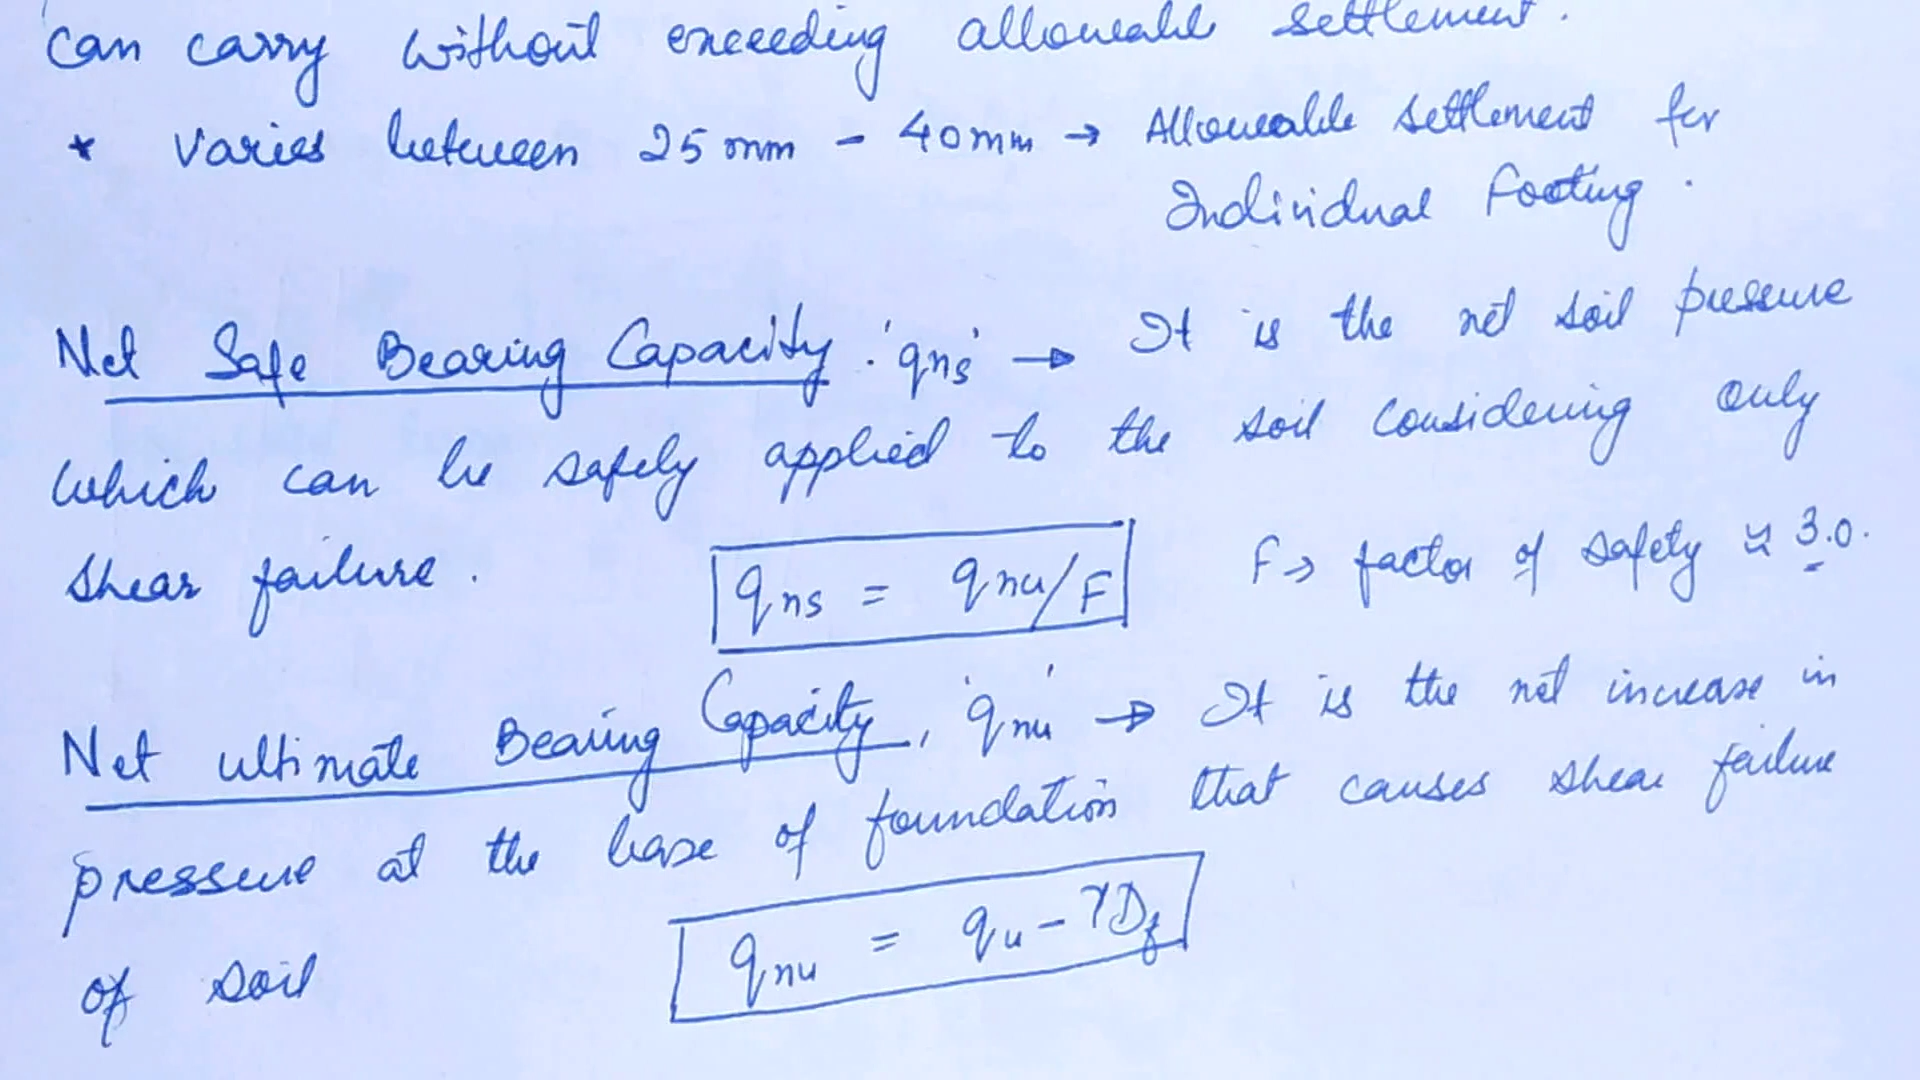 can carry without exceeding allowable settlement.
* varies between 25 mm - 40 mm → Allowable settlement for
Individual footing.
Net Safe Bearing Capacity : 'qns' → It is the net soil pressure
which can be safely applied to the soil considering only
shear failure.
qns = qnu/F
F → factor of safety ≈ 3.0.
Net ultimate Bearing Capacity, 'qnu' → It is the net increase in
pressure at the base of foundation that causes shear failure
of soil
qnu = qu - γDf